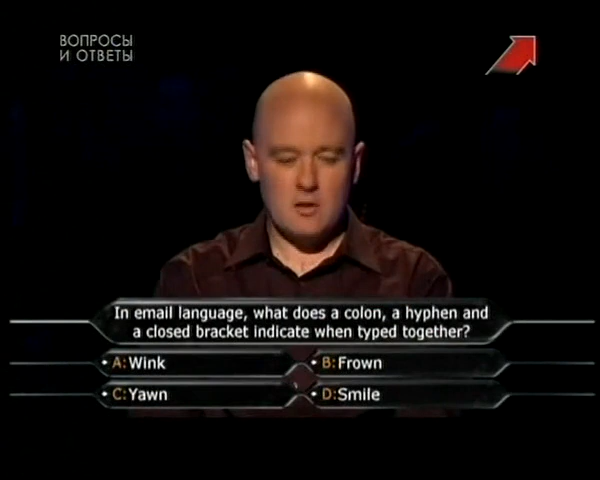 ВОПРОСЫ
И ОТВЕТЫ
In email language, what does a colon, a hyphen and
a closed bracket indicate when typed together?
A: Wink
B: Frown
C: Yawn
D: Smile